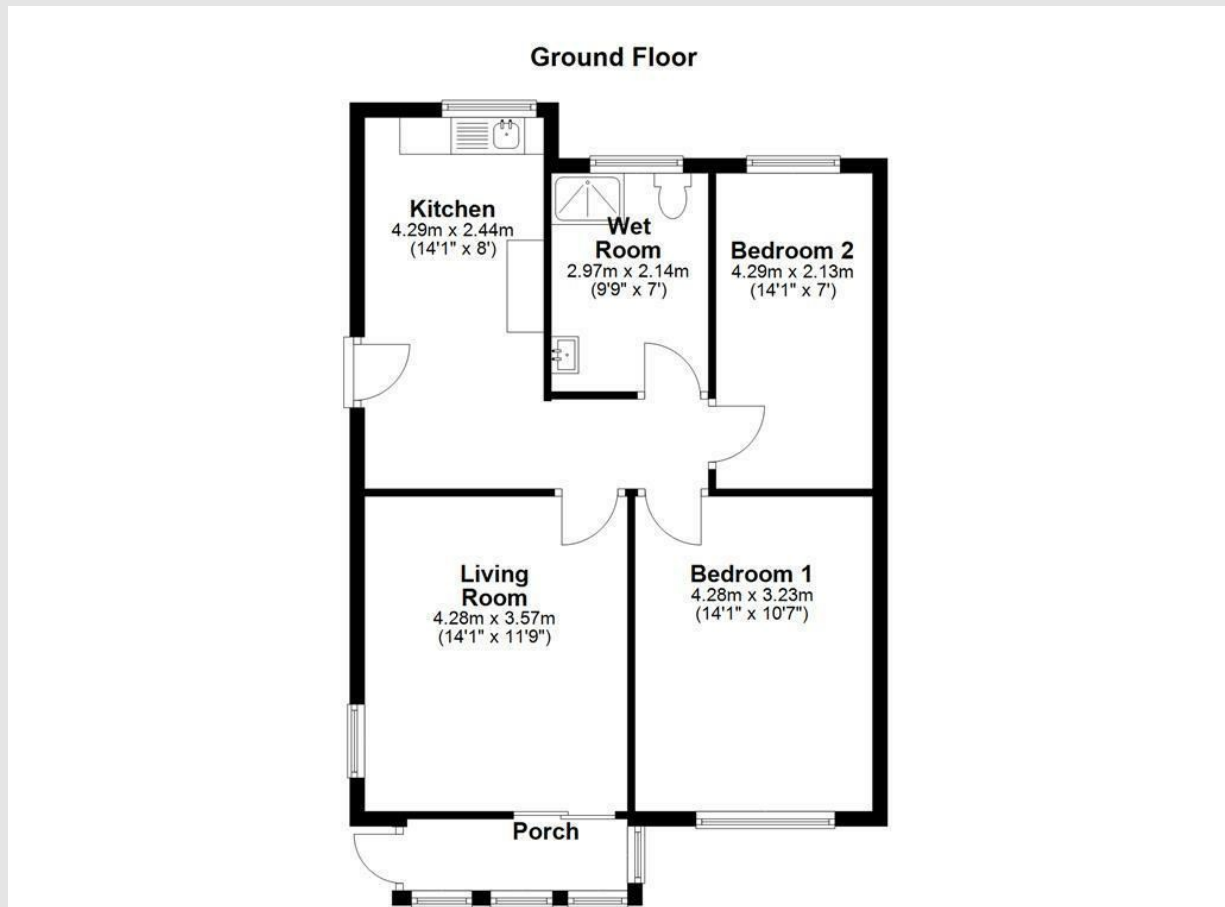 Ground Floor
Kitchen
4.29m x 2.44m
(14'1" x 8')
Wet
Room
2.97m x 2.14m
(9'9" x 7')
Bedroom 2
4.29m x 2.13m
(14'1" x 7')
Living
Room
4.28m x 3.57m
(14'1" x 11'9")
Bedroom 1
4.28m x 3.23m
(14'1" x 10'7")
Porch